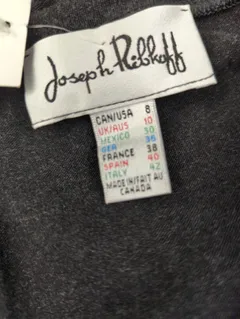 Joseph Ribkoff
CAN/USA 8
UK/AUS 10
MEXICO 30
GER 36
FRANCE 38
SPAIN 40
ITALY 42
MADE IN/FAIT AU
CANADA